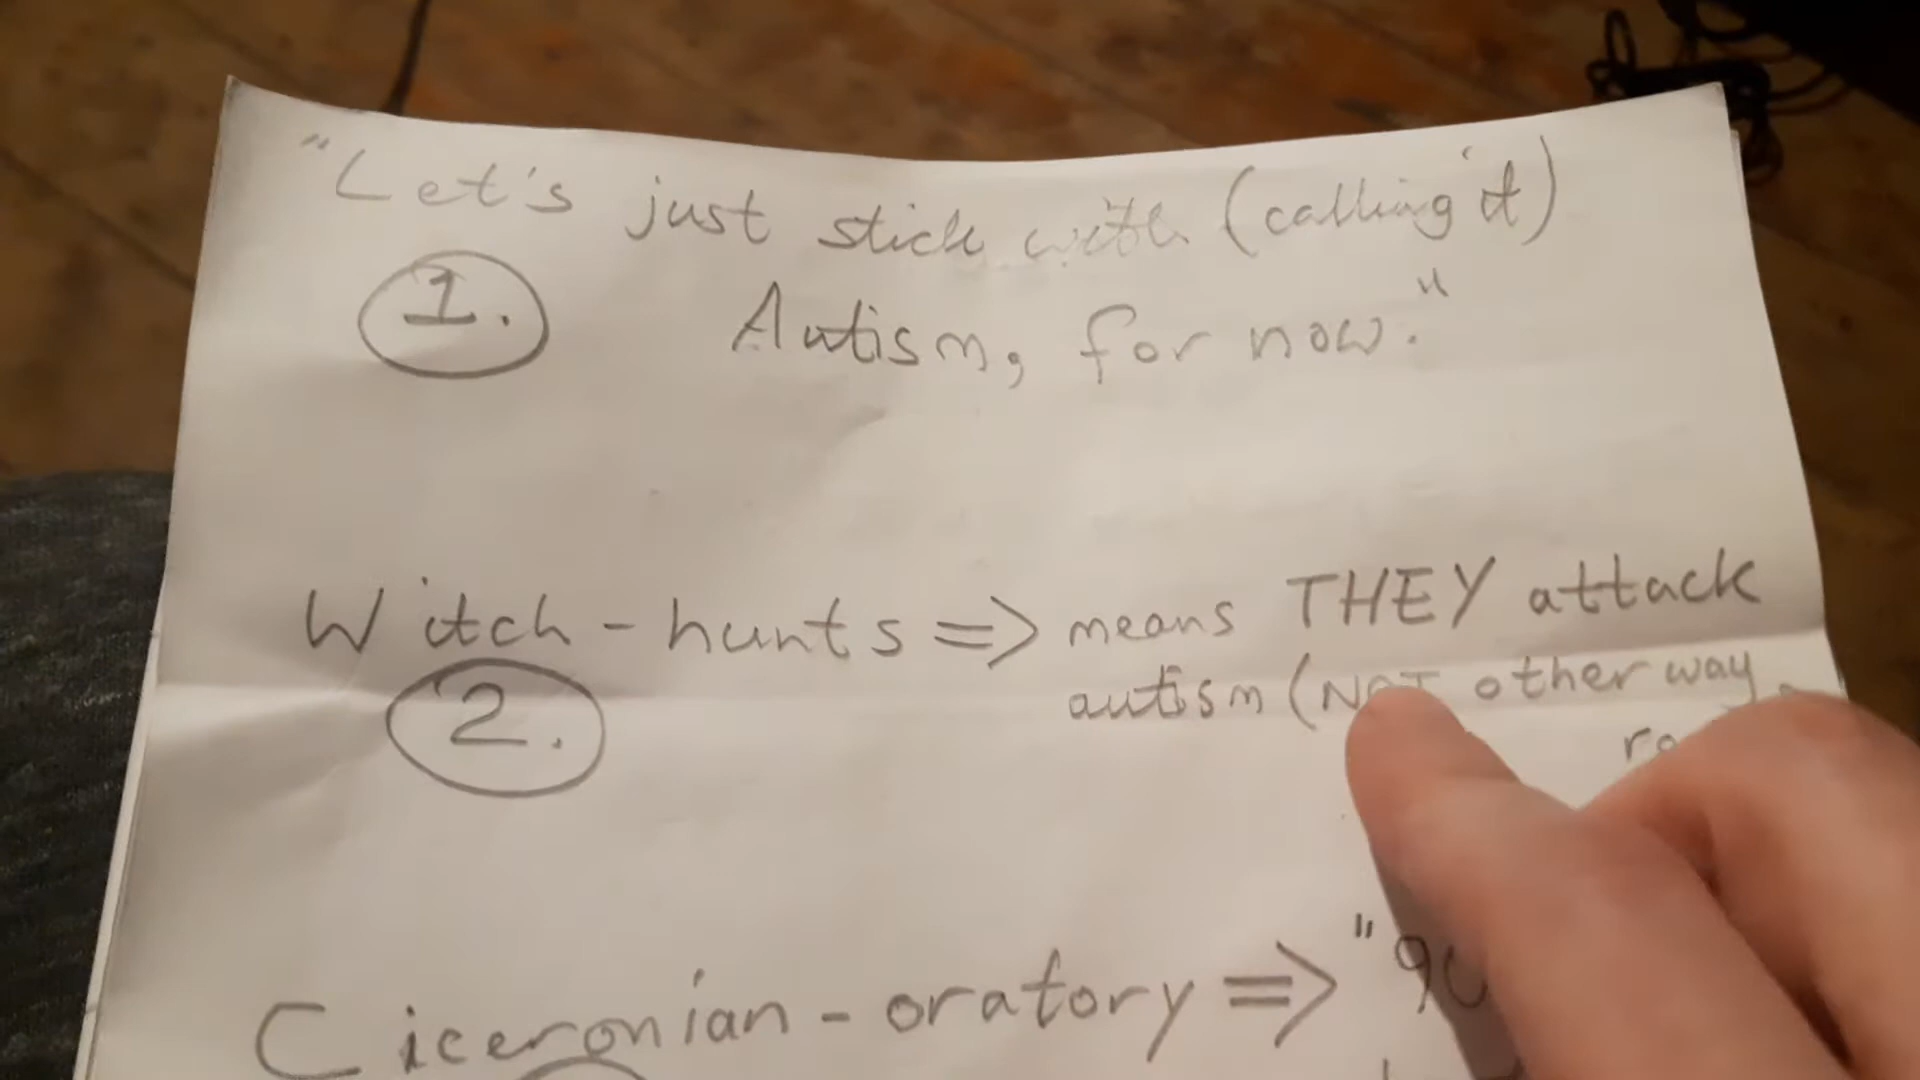 "Let's just stick with (calling it)
1. Autism, for now."
Witch-hunts => means THEY attack
2. autism (NOT other way
Ciceronian-oratory => "